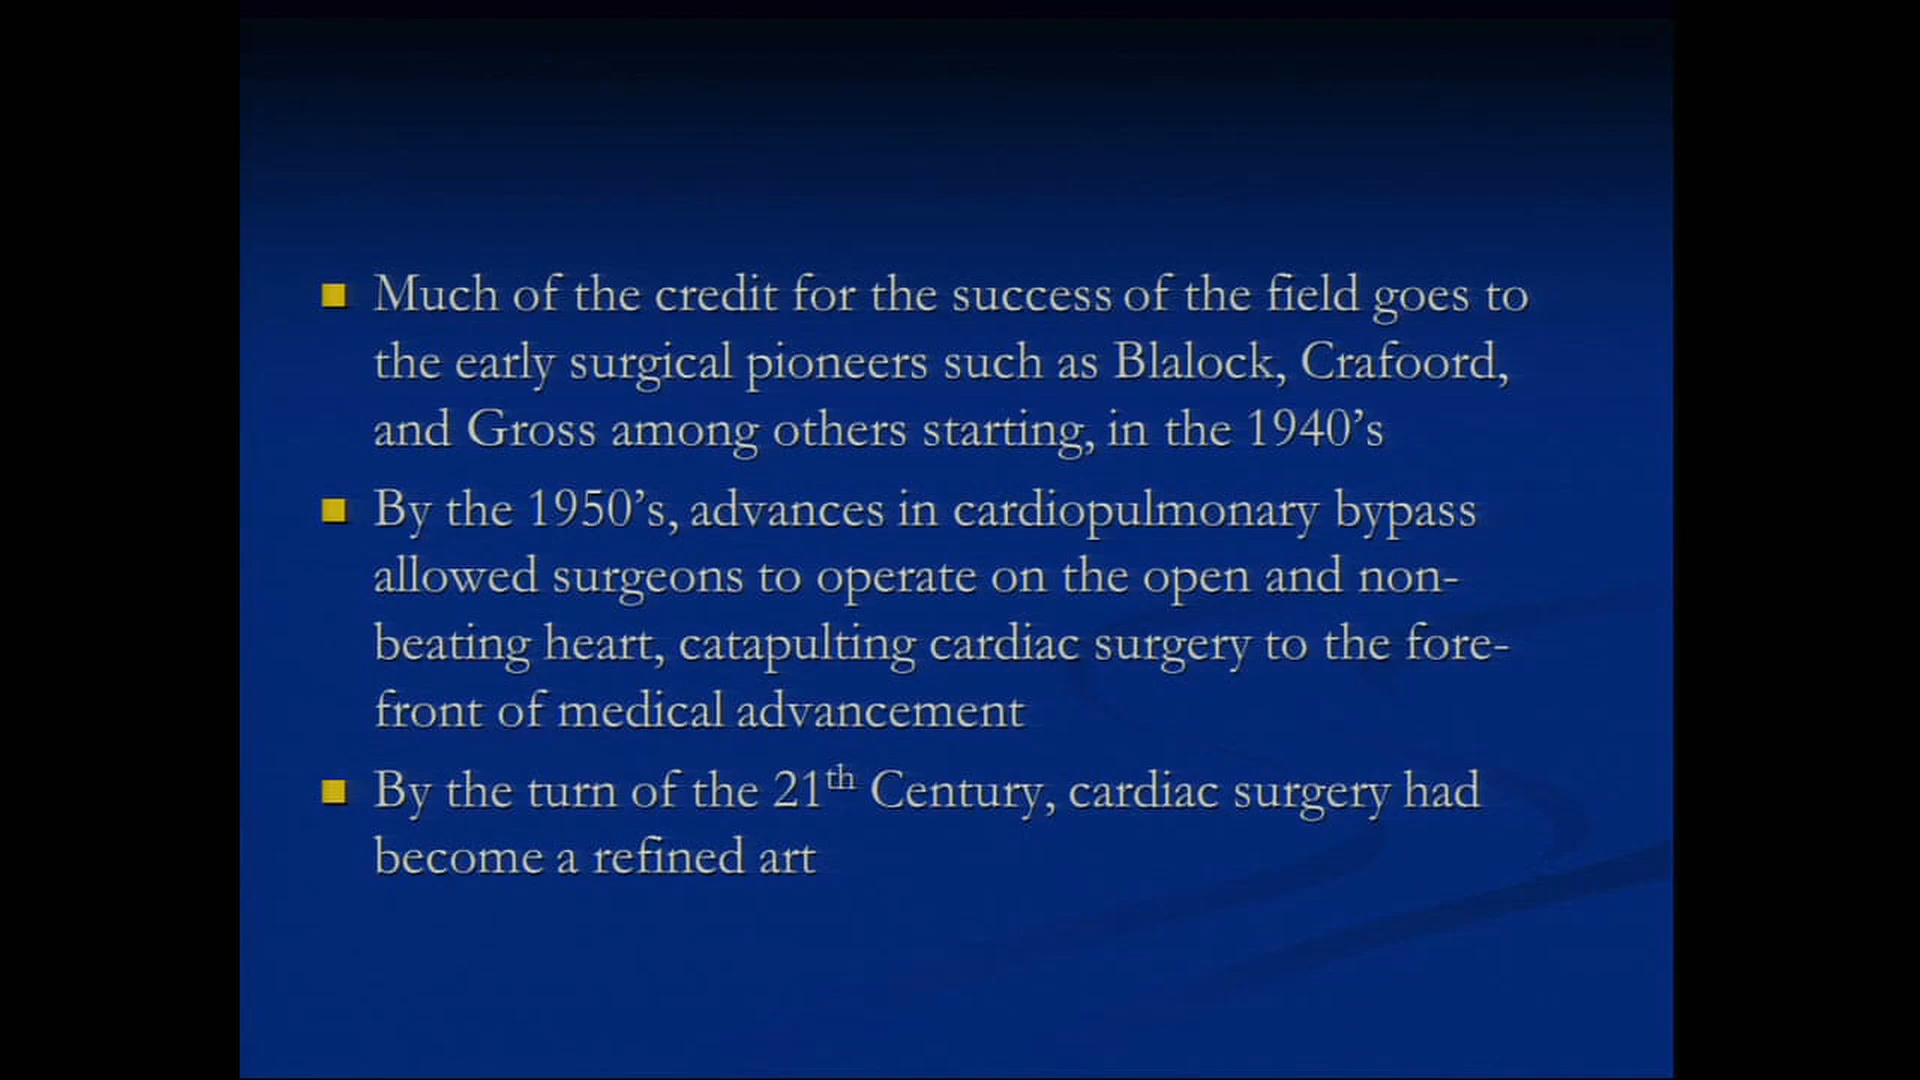 Much of the credit for the success of the field goes to
the early surgical pioneers such as Blalock, Crafoord,
and Gross among others starting, in the 1940’s
By the 1950’s, advances in cardiopulmonary bypass
allowed surgeons to operate on the open and non-
beating heart, catapulting cardiac surgery to the fore-
front of medical advancement
By the turn of the 21th Century, cardiac surgery had
become a refined art